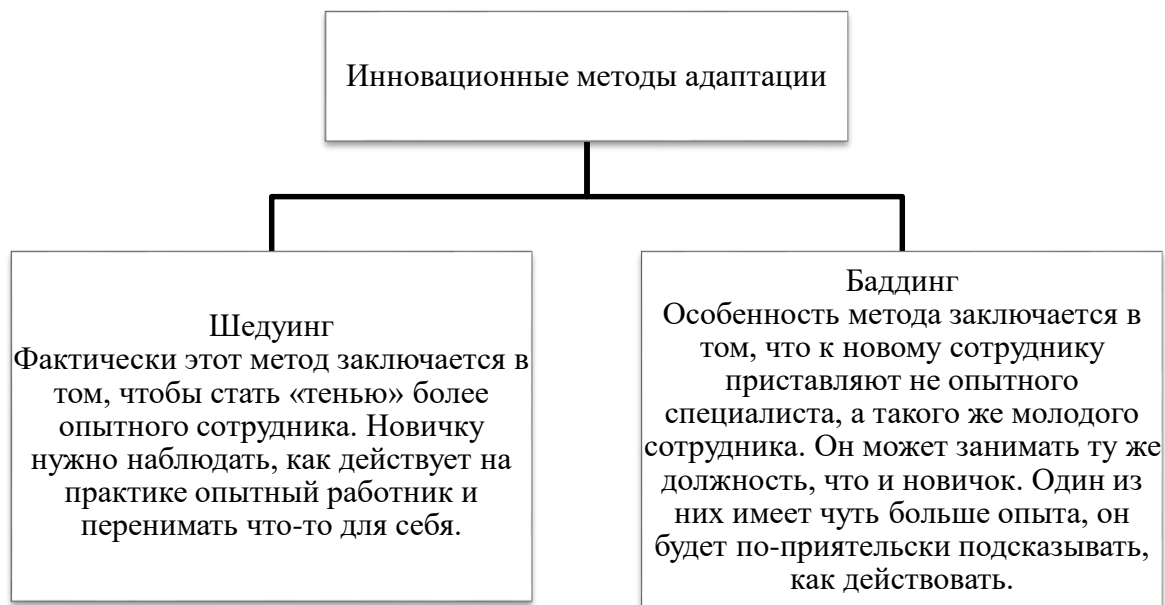 Инновационные методы адаптации
Шедуинг
Фактически этот метод заключается в
том, чтобы стать «тенью» более
опытного сотрудника. Новичку
нужно наблюдать, как действует на
практике опытный работник и
перенимать что-то для себя.
Баддинг
Особенность метода заключается в
том, что к новому сотруднику
приставляют не опытного
специалиста, а такого же молодого
сотрудника. Он может занимать ту же
должность, что и новичок. Один из
них имеет чуть больше опыта, он
будет по-приятельски подсказывать,
как действовать.